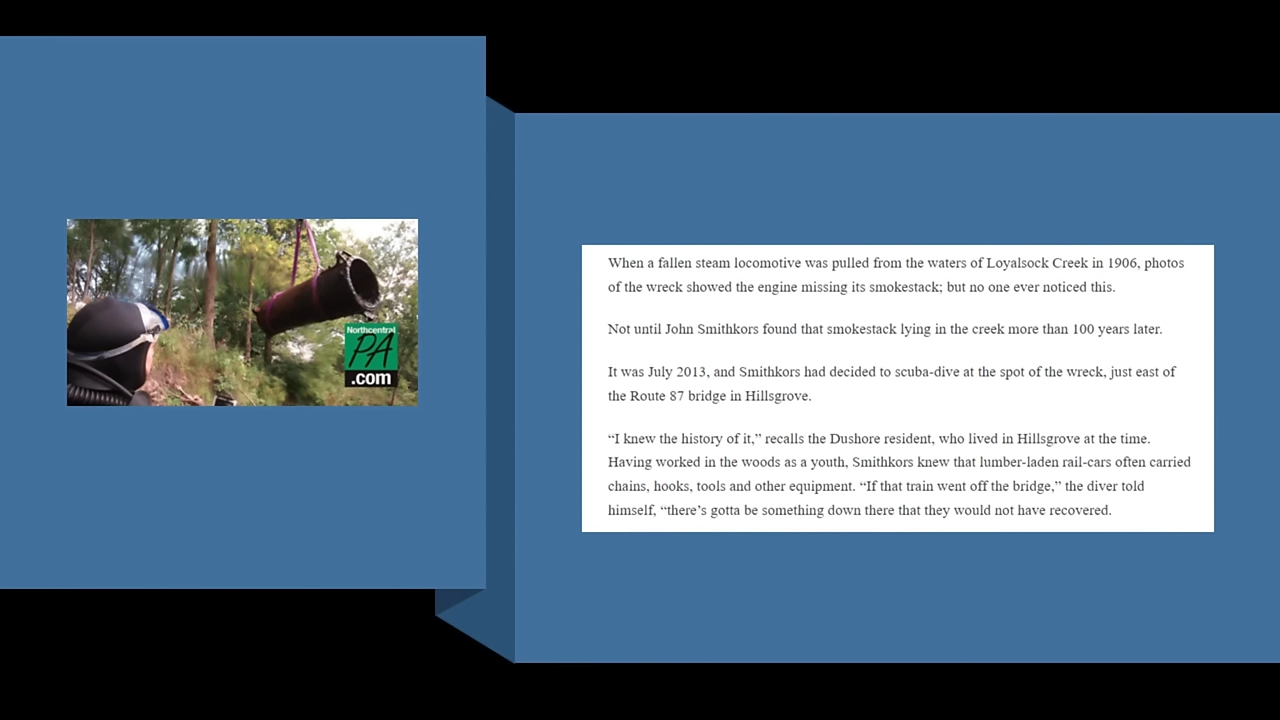 Northcentral
PA
.com
When a fallen steam locomotive was pulled from the waters of Loyalsock Creek in 1906, photos
of the wreck showed the engine missing its smokestack; but no one ever noticed this.
Not until John Smithkors found that smokestack lying in the creek more than 100 years later.
It was July 2013, and Smithkors had decided to scuba-dive at the spot of the wreck, just east of
the Route 87 bridge in Hillsgrove.
“I knew the history of it,” recalls the Dushore resident, who lived in Hillsgrove at the time.
Having worked in the woods as a youth, Smithkors knew that lumber-laden rail-cars often carried
chains, hooks, tools and other equipment. “If that train went off the bridge,” the diver told
himself, “there’s gotta be something down there that they would not have recovered.